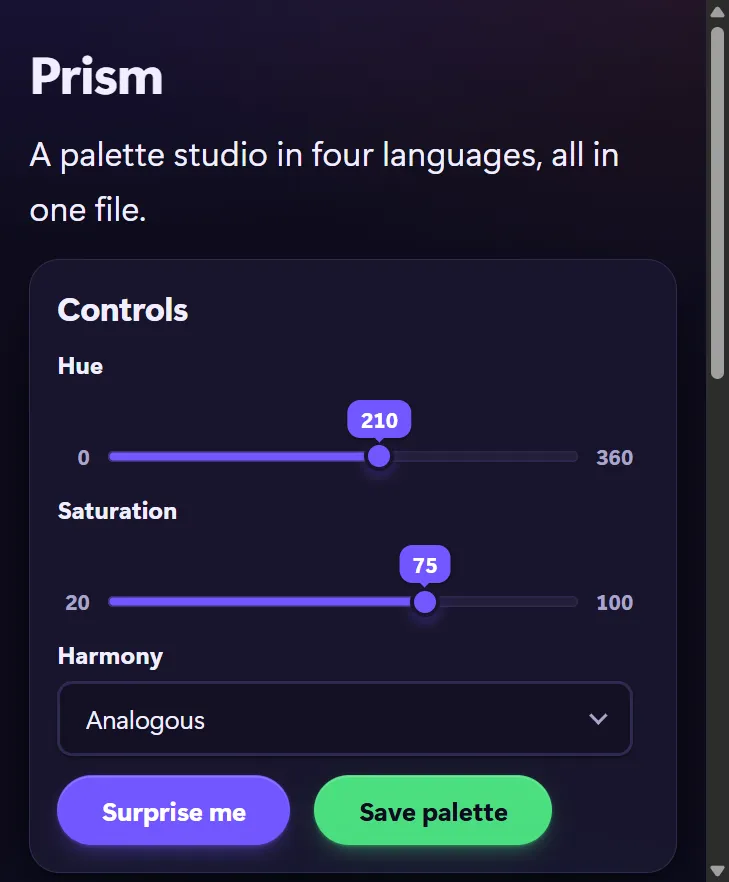 Prism
A palette studio in four languages, all in
one file.
Controls
Hue
210
0
360
Saturation
75
20
100
Harmony
Analogous
Surprise me
Save palette